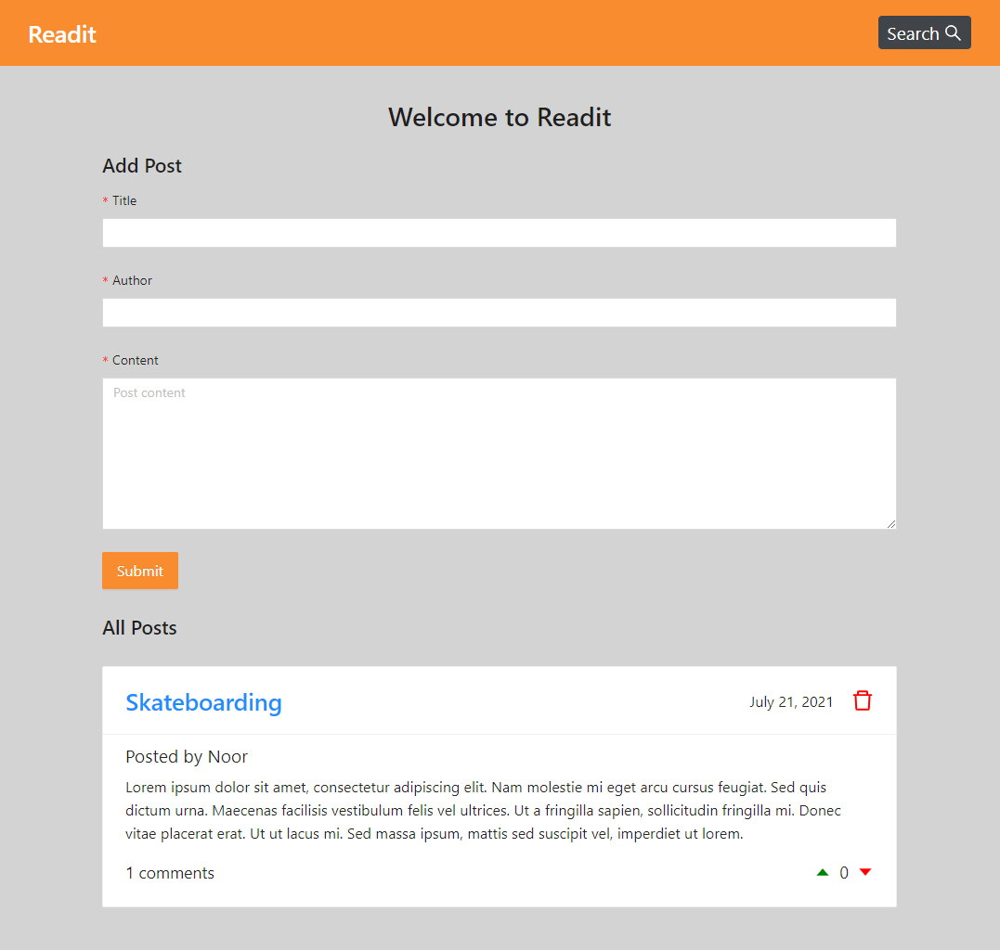 Readit
Search
Welcome to Readit
Add Post
* Title
* Author
* Content
Post content
Submit
All Posts
Skateboarding
July 21, 2021
Posted by Noor
Lorem ipsum dolor sit amet, consectetur adipiscing elit. Nam molestie mi eget arcu cursus feugiat. Sed quis
dictum urna. Maecenas facilisis vestibulum felis vel ultrices. Ut a fringilla sapien, sollicitudin fringilla mi. Donec
vitae placerat erat. Ut ut lacus mi. Sed massa ipsum, mattis sed suscipit vel, imperdiet ut lorem.
1 comments
0